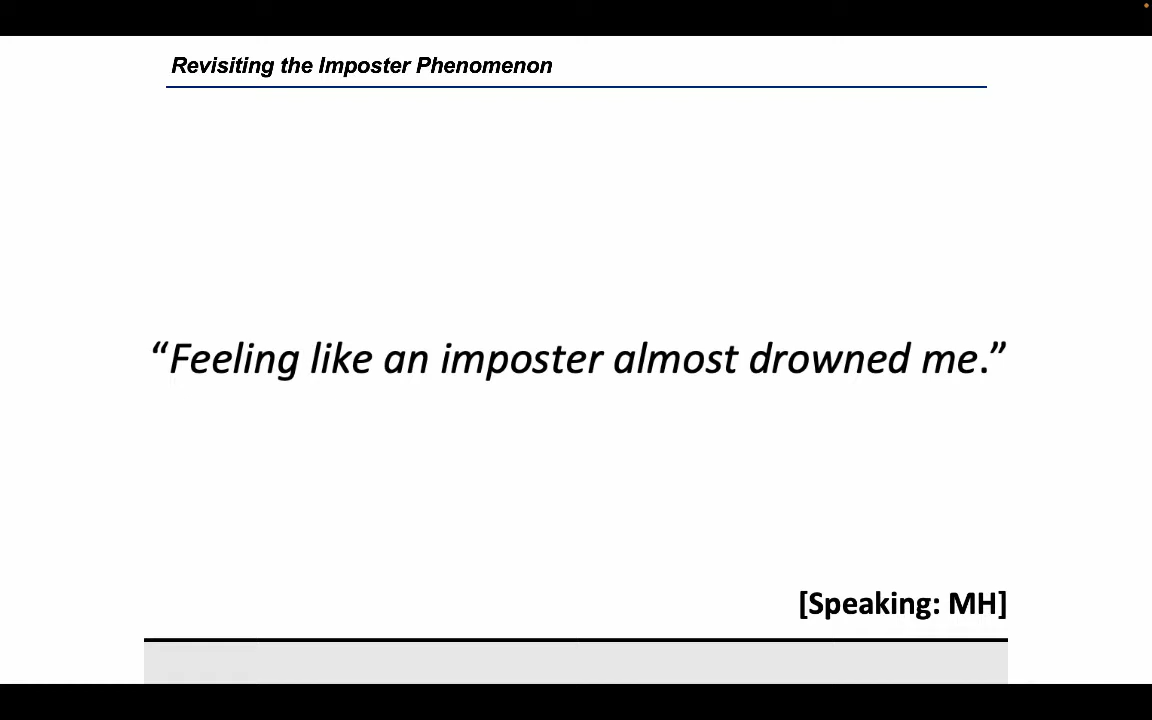 Revisiting the Imposter Phenomenon
“Feeling like an imposter almost drowned me.”
[Speaking: MH]